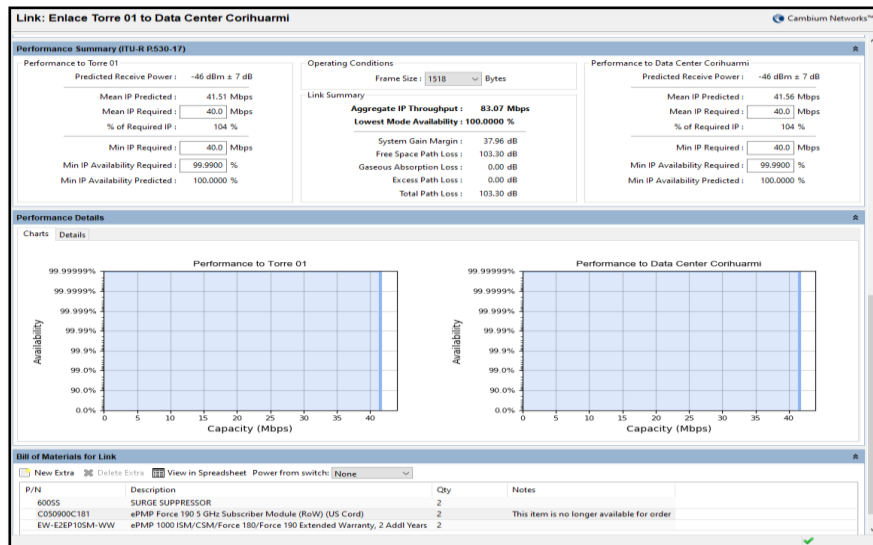 Link: Enlace Torre 01 to Data Center Corihuarmi
Cambium Networks™
Performance Summary (ITU-R P.530-17)
Performance to Torre 01
Predicted Receive Power : -46 dBm ± 7 dB
Mean IP Predicted : 41.51 Mbps
Mean IP Required : 40.0 Mbps
% of Required IP : 104 %
Min IP Required : 40.0 Mbps
Min IP Availability Required : 99.9900 %
Min IP Availability Predicted : 100.0000 %
Operating Conditions
Frame Size : 1518 Bytes
Link Summary
Aggregate IP Throughput : 83.07 Mbps
Lowest Mode Availability : 100.0000 %
System Gain Margin : 37.96 dB
Free Space Path Loss : 103.30 dB
Gaseous Absorption Loss : 0.00 dB
Excess Path Loss : 0.00 dB
Total Path Loss : 103.30 dB
Performance to Data Center Corihuarmi
Predicted Receive Power : -46 dBm ± 7 dB
Mean IP Predicted : 41.56 Mbps
Mean IP Required : 40.0 Mbps
% of Required IP : 104 %
Min IP Required : 40.0 Mbps
Min IP Availability Required : 99.9900 %
Min IP Availability Predicted : 100.0000 %
Performance Details
Charts Details
Performance to Torre 01
99.99999%
99.9999%
99.999%
99.99%
99.9%
99.0%
90.0%
0.0%
Availability
0 5 10 15 20 25 30 35 40
Capacity (Mbps)
Performance to Data Center Corihuarmi
99.99999%
99.9999%
99.999%
99.99%
99.9%
99.0%
90.0%
0.0%
Availability
0 5 10 15 20 25 30 35 40
Capacity (Mbps)
Bill of Materials for Link
New Extra Delete Extra View in Spreadsheet Power from switch: None
P/N Description Qty Notes
600SS SURGE SUPPRESSOR 2
C050900C181 ePMP Force 190 5 GHz Subscriber Module (RoW) (US Cord) 2 This item is no longer available for order
EW-E2EP10SM-WW ePMP 1000 ISM/CSM/Force 180/Force 190 Extended Warranty, 2 Addl Years 2